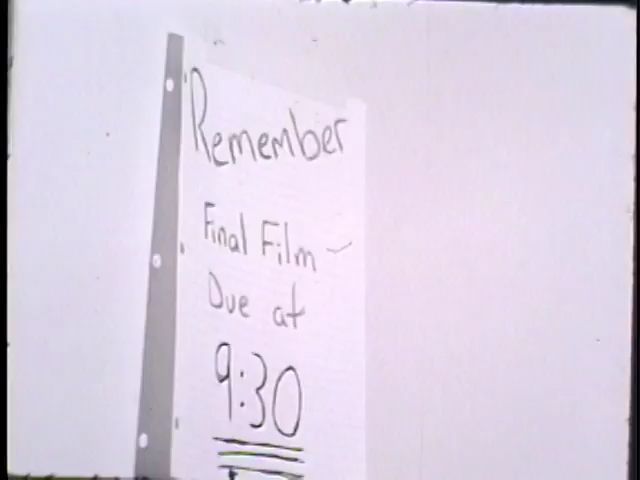 Remember
Final Film –
Due at
9:30